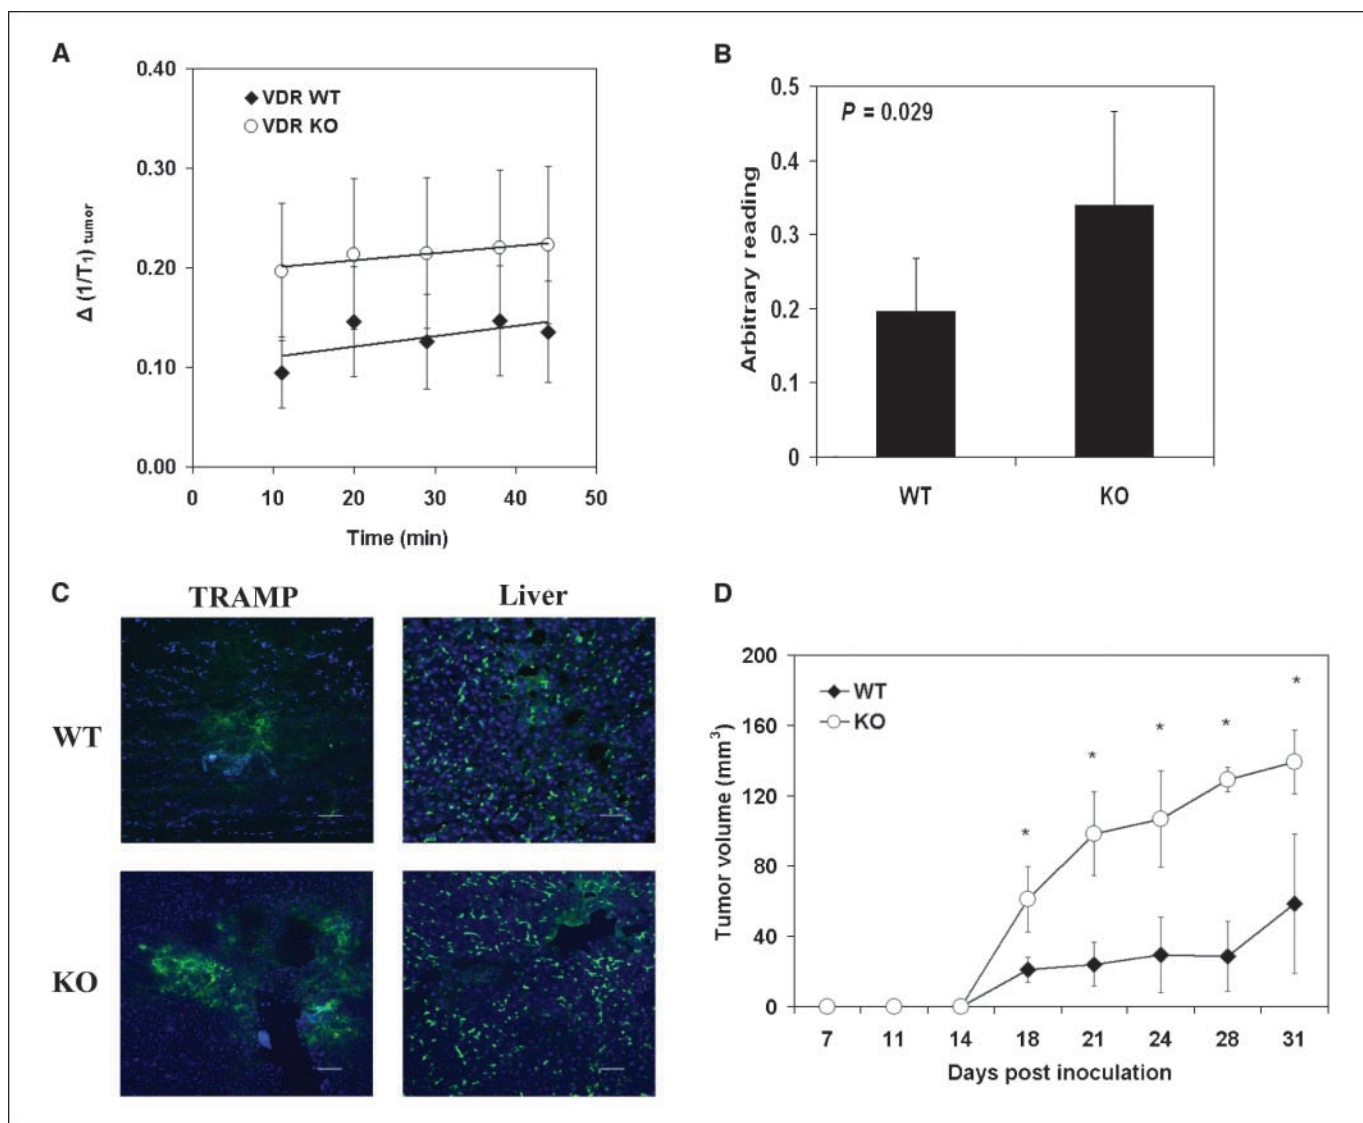 A
0.40
0.30
0.20
0.10
0.00
Δ (1/T1) tumor
VDR WT
VDR KO
0 10 20 30 40 50
Time (min)
B
0.5
0.4
0.3
0.2
0.1
0
Arbitrary reading
P = 0.029
WT KO
C
TRAMP Liver
WT
KO
D
200
160
120
80
40
0
Tumor volume (mm3)
WT
KO
* * * * *
7 11 14 18 21 24 28 31
Days post inoculation